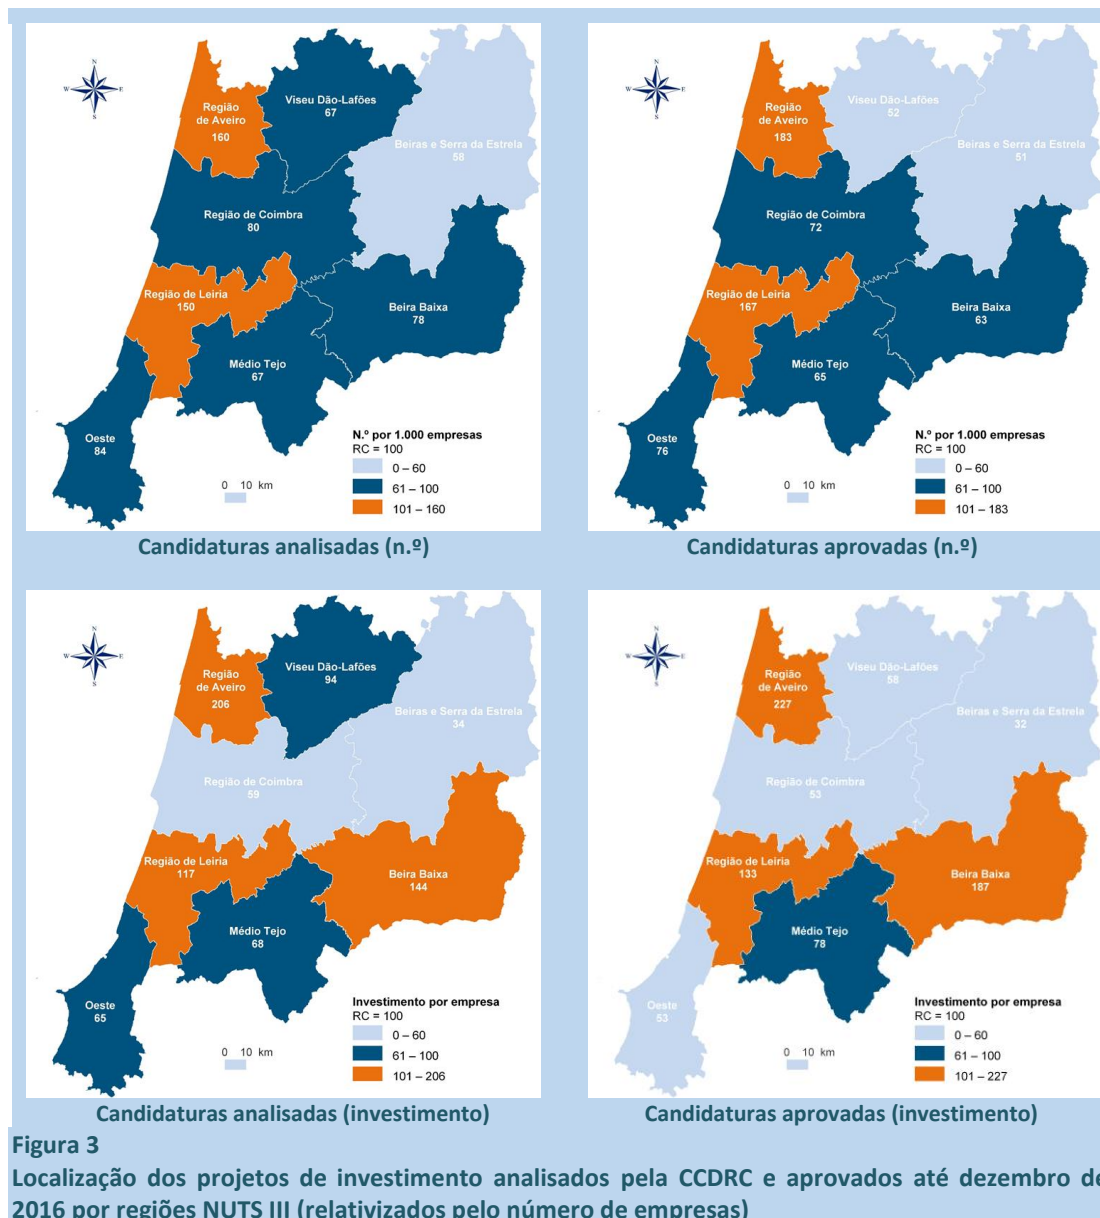 N
W E
S
Região
de Aveiro
160
Viseu Dão-Lafões
67
Beiras e Serra da Estrela
58
Região de Coimbra
80
Região de Leiria
150
Beira Baixa
78
Médio Tejo
67
Oeste
84
N.º por 1.000 empresas
RC = 100
0 – 60
61 – 100
101 – 160
0 10 km
Candidaturas analisadas (n.º)
N
W E
S
Região
de Aveiro
183
Viseu Dão-Lafões
52
Beiras e Serra da Estrela
51
Região de Coimbra
72
Região de Leiria
167
Beira Baixa
63
Médio Tejo
65
Oeste
76
N.º por 1.000 empresas
RC = 100
0 – 60
61 – 100
101 – 183
0 10 km
Candidaturas aprovadas (n.º)
N
W E
S
Região
de Aveiro
206
Viseu Dão-Lafões
94
Beiras e Serra da Estrela
34
Região de Coimbra
59
Região de Leiria
117
Beira Baixa
144
Médio Tejo
68
Oeste
65
Investimento por empresa
RC = 100
0 – 60
61 – 100
101 – 206
0 10 km
Candidaturas analisadas (investimento)
N
W E
S
Região
de Aveiro
227
Viseu Dão-Lafões
58
Beiras e Serra da Estrela
32
Região de Coimbra
53
Região de Leiria
133
Beira Baixa
187
Médio Tejo
78
Oeste
53
Investimento por empresa
RC = 100
0 – 60
61 – 100
101 – 227
0 10 km
Candidaturas aprovadas (investimento)
Figura 3
Localização dos projetos de investimento analisados pela CCDRC e aprovados até dezembro de
2016 por regiões NUTS III (relativizados pelo número de empresas)